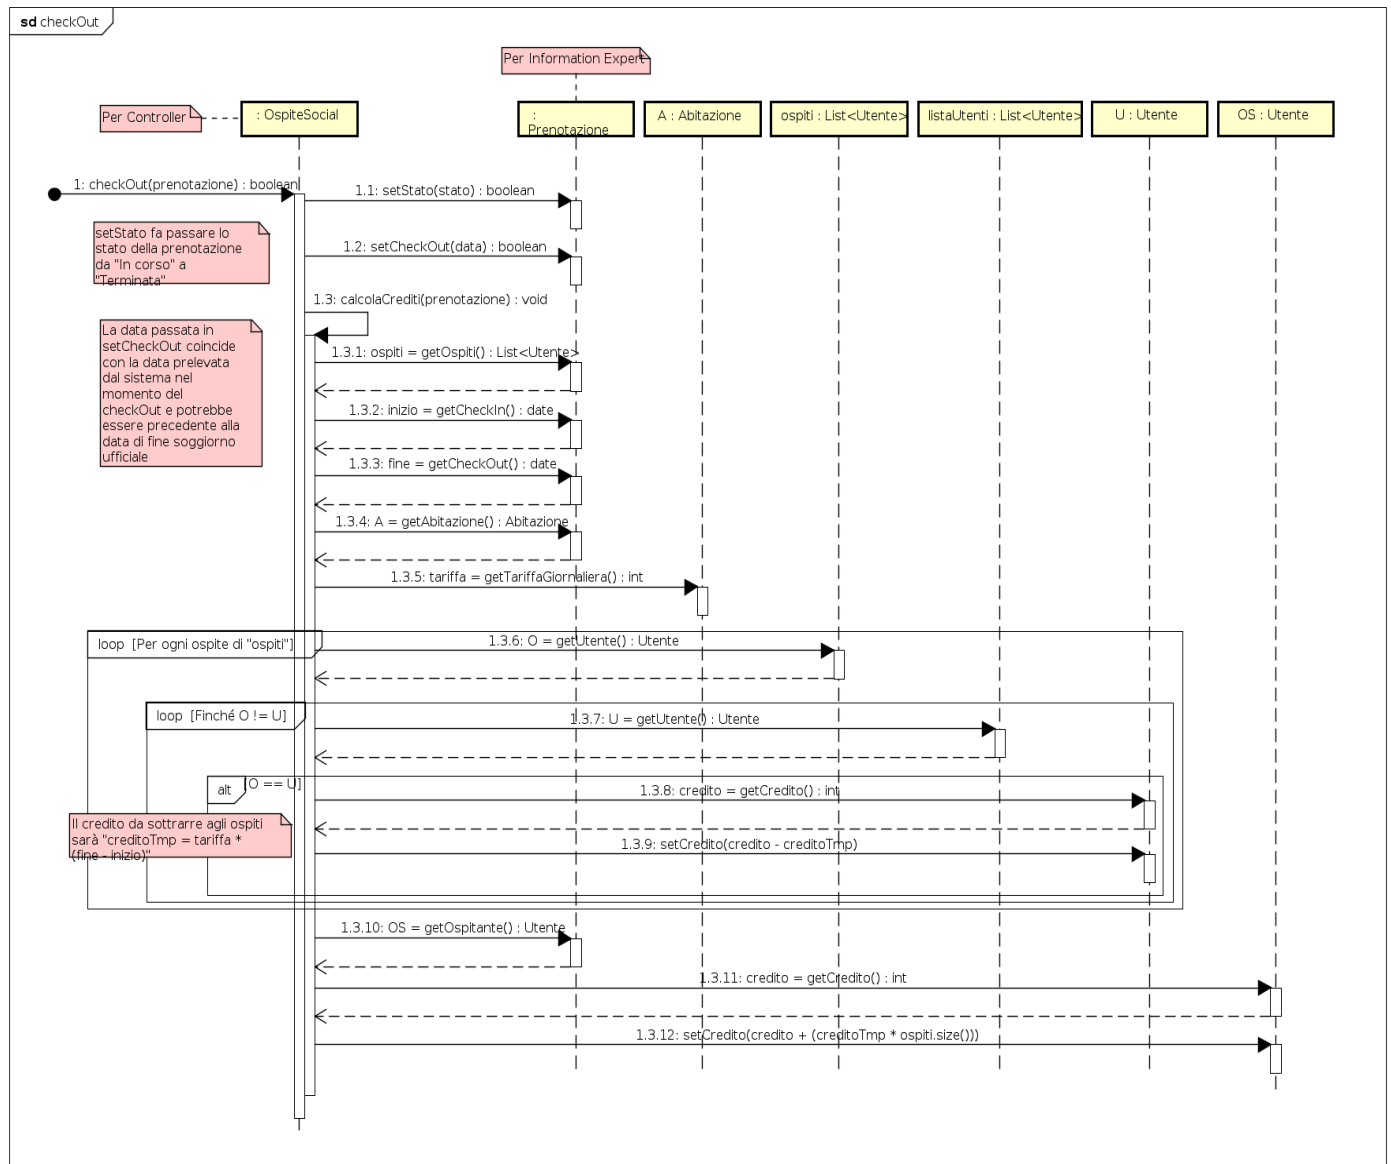 sd checkOut
Per Information Expert
Per Controller
: OspiteSocial
:
Prenotazione
A : Abitazione
ospiti : List<Utente>
listaUtenti : List<Utente>
U : Utente
OS : Utente
1: checkOut(prenotazione) : boolean
1.1: setStato(stato) : boolean
setStato fa passare lo
stato della prenotazione
da "In corso" a
"Terminata"
1.2: setCheckOut(data) : boolean
1.3: calcolaCrediti(prenotazione) : void
La data passata in
setCheckOut coincide
con la data prelevata
dal sistema nel
momento del
checkOut e potrebbe
essere precedente alla
data di fine soggiorno
ufficiale
1.3.1: ospiti = getOspiti() : List<Utente>
1.3.2: inizio = getCheckIn() : date
1.3.3: fine = getCheckOut() : date
1.3.4: A = getAbitazione() : Abitazione
1.3.5: tariffa = getTariffaGiornaliera() : int
loop [Per ogni ospite di "ospiti"]
1.3.6: O = getUtente() : Utente
loop [Finché O != U]
1.3.7: U = getUtente() : Utente
alt [O == U]
1.3.8: credito = getCredito() : int
Il credito da sottrarre agli ospiti
sarà "creditoTmp = tariffa *
(fine - inizio)"
1.3.9: setCredito(credito - creditoTmp)
1.3.10: OS = getOspitante() : Utente
1.3.11: credito = getCredito() : int
1.3.12: setCredito(credito + (creditoTmp * ospiti.size()))